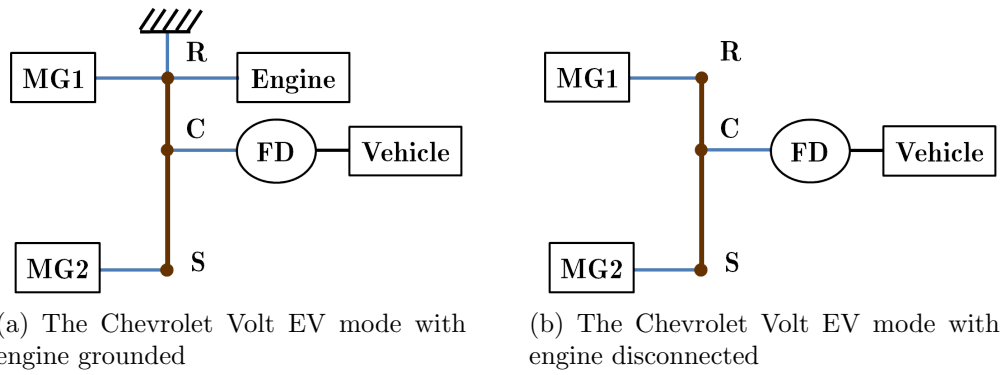 R
MG1
Engine
C
FD
Vehicle
MG2
S
(a) The Chevrolet Volt EV mode with
engine grounded
R
MG1
C
FD
Vehicle
MG2
S
(b) The Chevrolet Volt EV mode with
engine disconnected